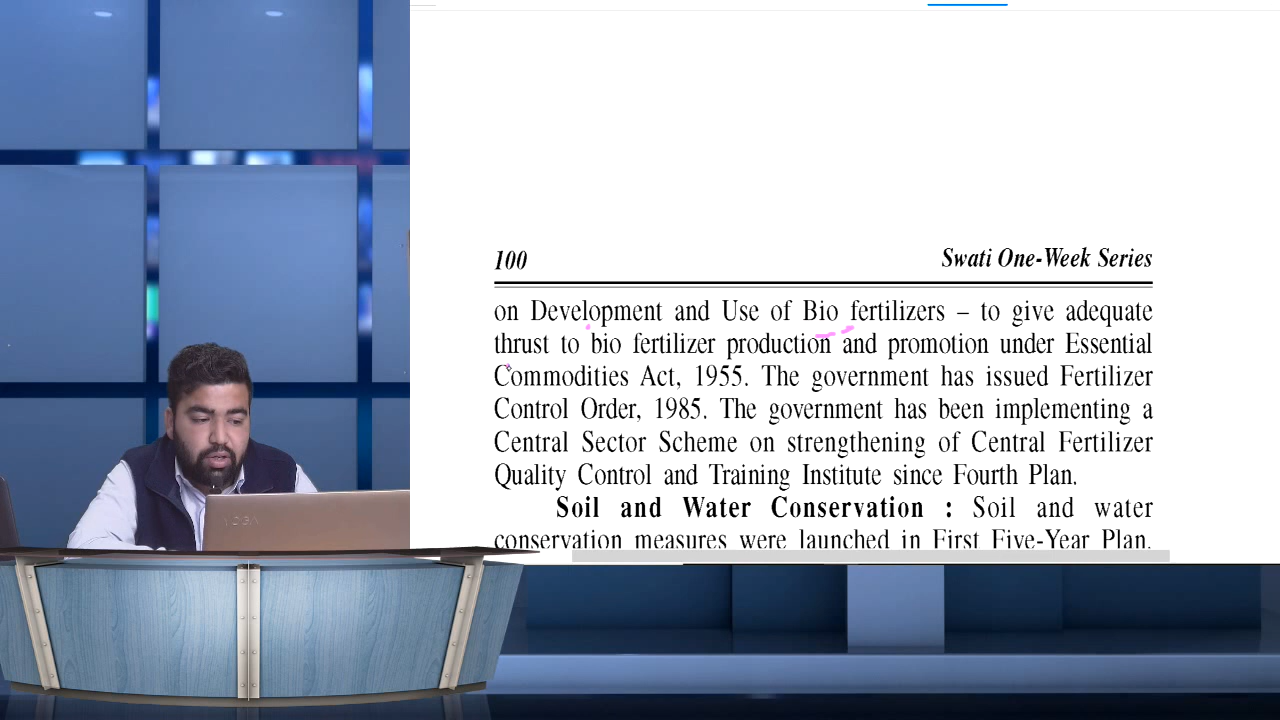 100 Swati One-Week Series
on Development and Use of Bio fertilizers – to give adequate
thrust to bio fertilizer production and promotion under Essential
Commodities Act, 1955. The government has issued Fertilizer
Control Order, 1985. The government has been implementing a
Central Sector Scheme on strengthening of Central Fertilizer
Quality Control and Training Institute since Fourth Plan.
Soil and Water Conservation : Soil and water
conservation measures were launched in First Five-Year Plan.
YOGA